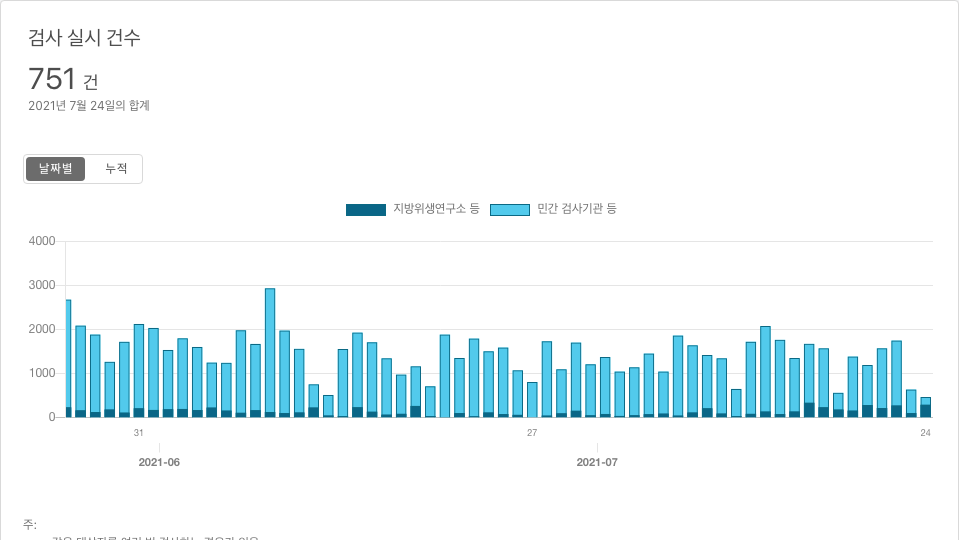 검사 실시 건수
751 건
2021년 7월 24일의 합계
날짜별 누적
지방위생연구소 등 민간 검사기관 등
4000
3000
2000
1000
0
31 27 24
2021-06 2021-07
주: